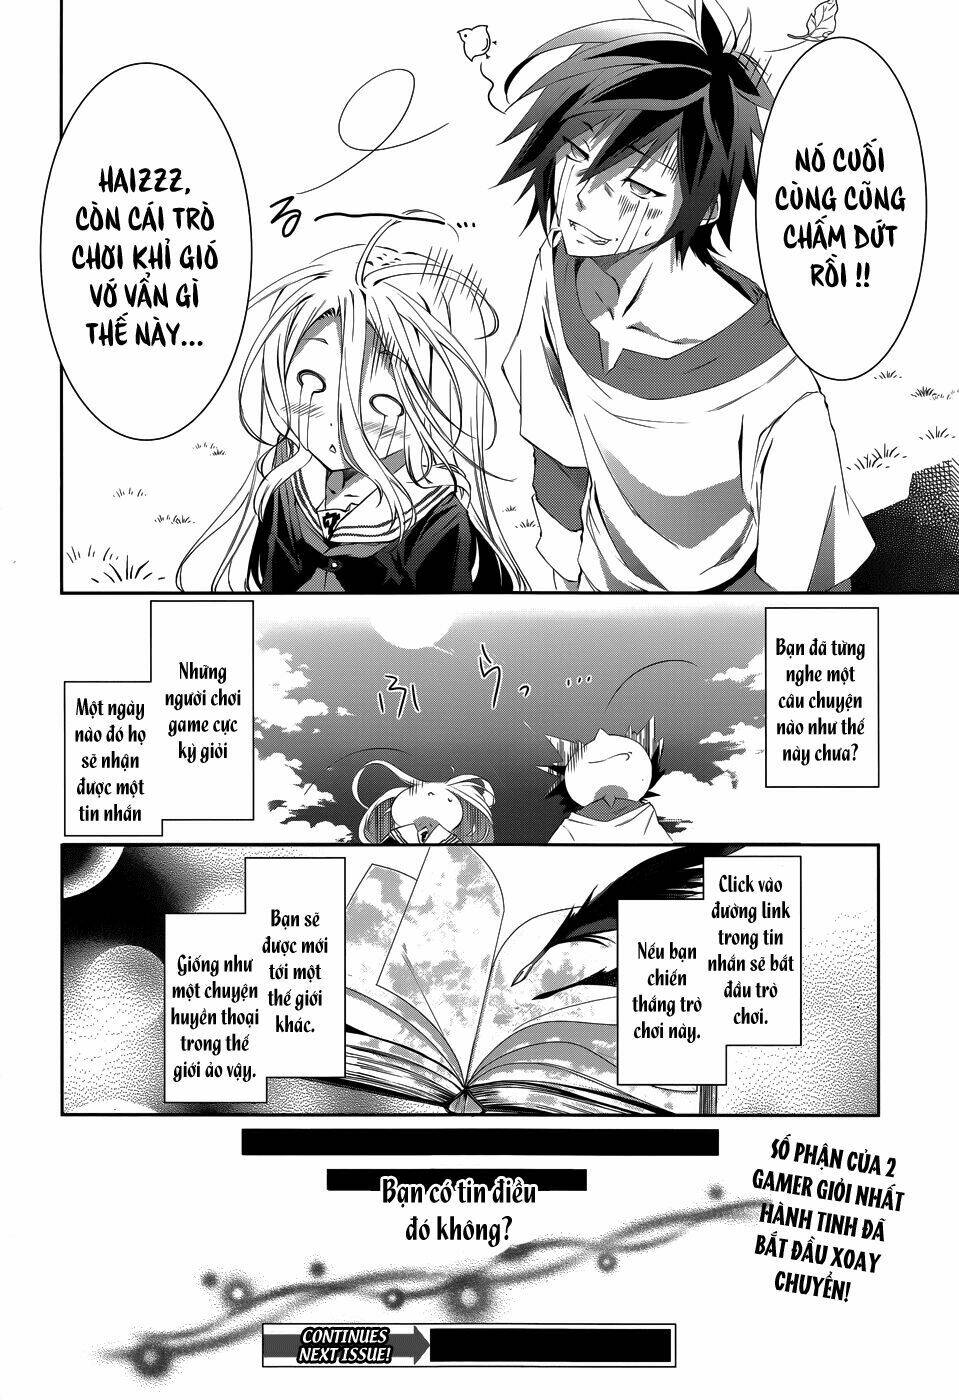 NÓ CUỐI
CÙNG CŨNG
CHẤM DỨT
RỒI !!
HAIZZZ,
CÒN CÁI TRÒ
CHƠI KHỈ GIÓ
VỚ VẨN GÌ
THẾ NÀY...
る
Bạn đã từng
nghe một
câu chuyện
nào như thế
này chưa?
ふら...
Những
người chơi
game cực
kỳ giỏi
Một ngày
nào đó họ
sẽ nhận
được một
tin nhắn
Click vào
đường link
trong tin
nhắn sẽ bắt
đầu trò
chơi.
Nếu bạn
chiến
thắng trò
chơi này.
Bạn sẽ
được mới
tới một
thế giới
khác.
Giống như
một chuyện
huyền thoại
trong thế
giới ảo vậy.
Bạn có tin điều
đó không?
SỐ PHẬN CỦA 2
GAMER GIỎI NHẤT
HÀNH TINH ĐÃ
BẮT ĐẦU XOAY
CHUYỂN!
CONTINUES
NEXT ISSUE!